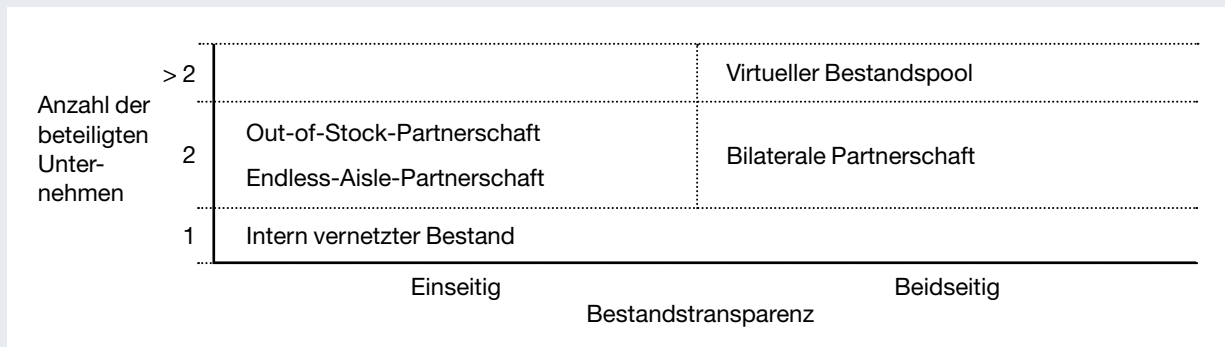 > 2
Virtueller Bestandspool
Anzahl der
beteiligten
Unter-
nehmen
2
Out-of-Stock-Partnerschaft
Endless-Aisle-Partnerschaft
Bilaterale Partnerschaft
1
Intern vernetzter Bestand
Einseitig
Beidseitig
Bestandstransparenz